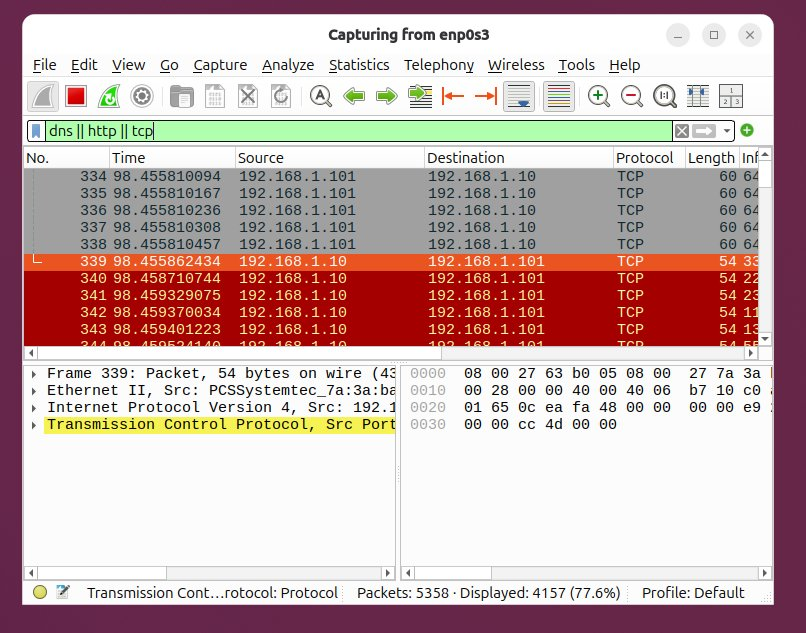 Capturing from enp0s3
File Edit View Go Capture Analyze Statistics Telephony Wireless Tools Help
dns || http || tcp
No. Time Source Destination Protocol Length Inf
334 98.455810094 192.168.1.101 192.168.1.10 TCP 60 64
335 98.455810167 192.168.1.101 192.168.1.10 TCP 60 64
336 98.455810236 192.168.1.101 192.168.1.10 TCP 60 64
337 98.455810308 192.168.1.101 192.168.1.10 TCP 60 64
338 98.455810457 192.168.1.101 192.168.1.10 TCP 60 64
339 98.455862434 192.168.1.10 192.168.1.101 TCP 54 33
340 98.458710744 192.168.1.10 192.168.1.101 TCP 54 22
341 98.459329075 192.168.1.10 192.168.1.101 TCP 54 23
342 98.459370034 192.168.1.10 192.168.1.101 TCP 54 11
343 98.459401223 192.168.1.10 192.168.1.101 TCP 54 13
344 98.459524140 192.168.1.10 192.168.1.101 TCP 54
Frame 339: Packet, 54 bytes on wire (43
Ethernet II, Src: PCSSystemtec_7a:3a:ba
Internet Protocol Version 4, Src: 192.1
Transmission Control Protocol, Src Port
0000 08 00 27 63 b0 05 08 00 27 7a 3a
0010 00 28 00 00 40 00 40 06 b7 10 c0
0020 01 65 0c ea fa 48 00 00 00 00 e9
0030 00 00 cc 4d 00 00
Transmission Cont…rotocol: Protocol Packets: 5358 · Displayed: 4157 (77.6%) Profile: Default